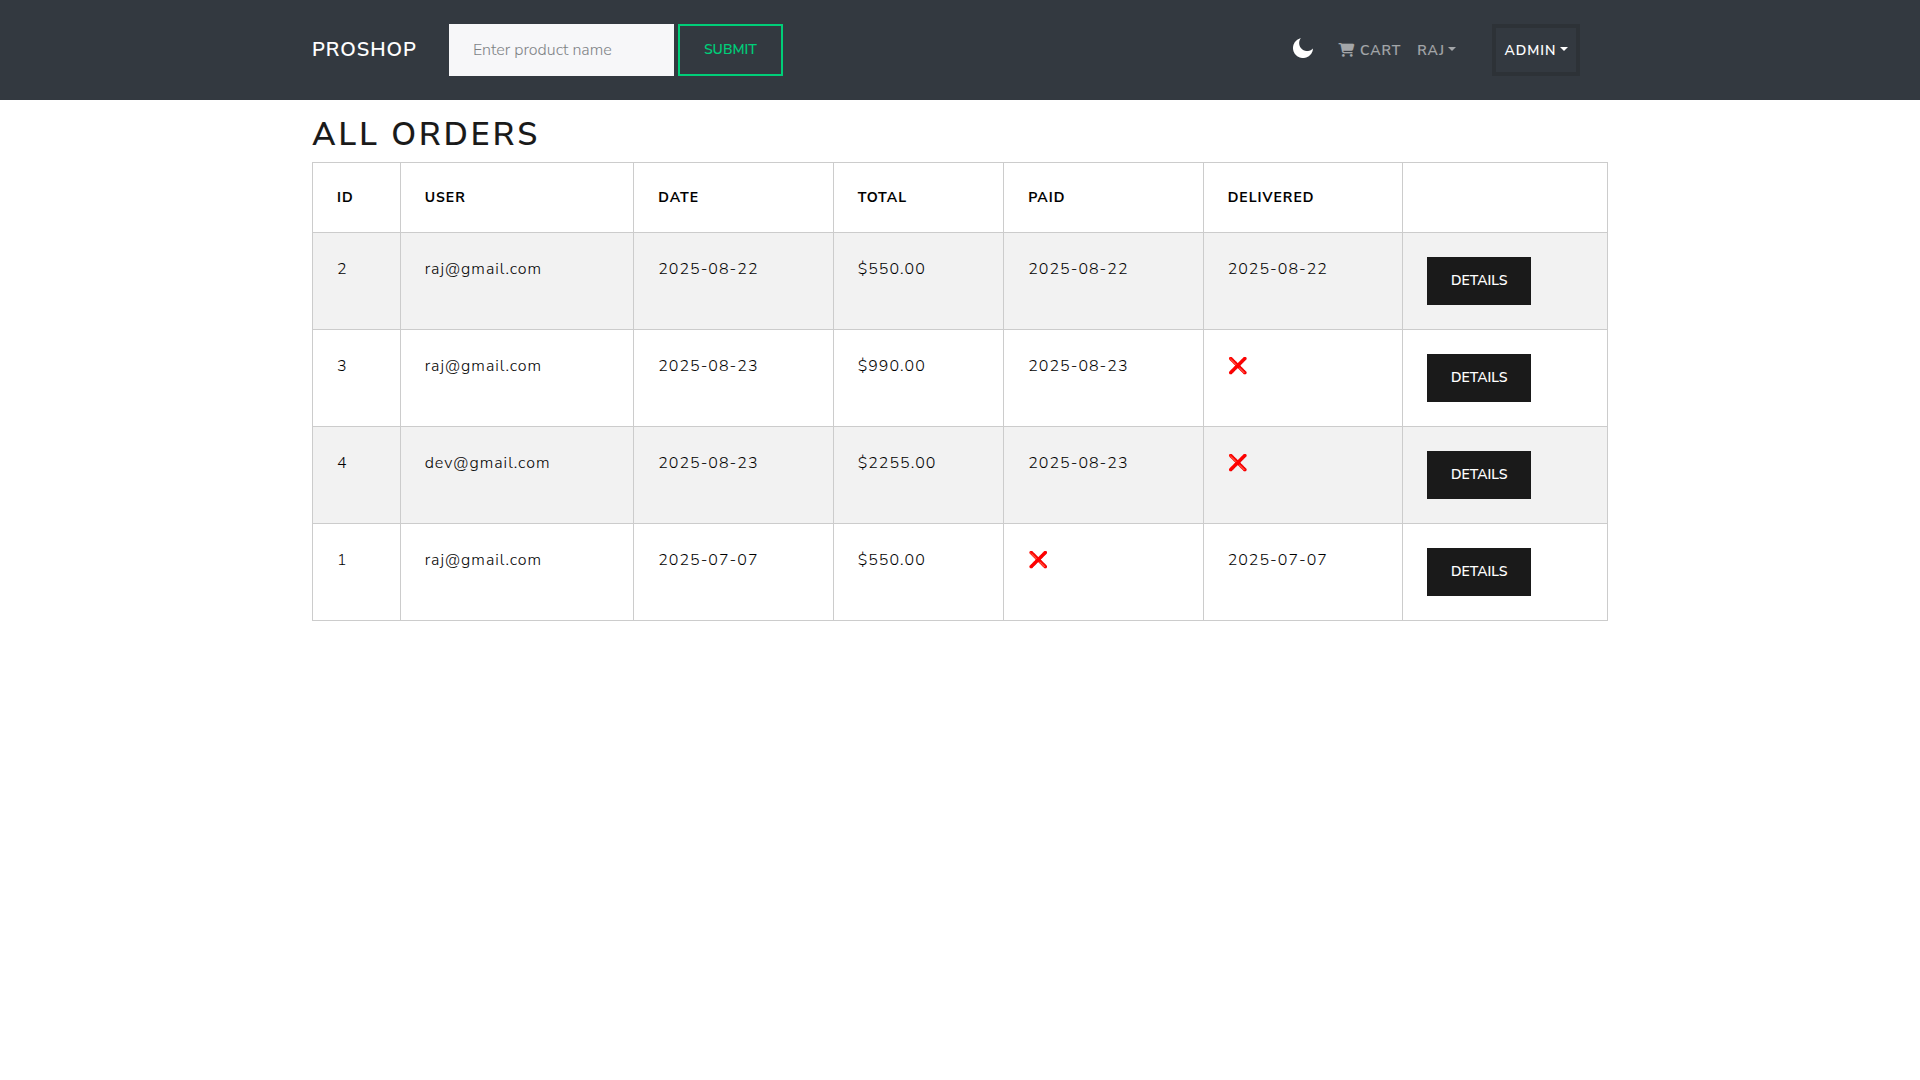 PROSHOP Enter product name SUBMIT CART RAJ ADMIN
ALL ORDERS
ID USER DATE TOTAL PAID DELIVERED
2 raj@gmail.com 2025-08-22 $550.00 2025-08-22 2025-08-22 DETAILS
3 raj@gmail.com 2025-08-23 $990.00 2025-08-23 DETAILS
4 dev@gmail.com 2025-08-23 $2255.00 2025-08-23 DETAILS
1 raj@gmail.com 2025-07-07 $550.00 2025-07-07 DETAILS